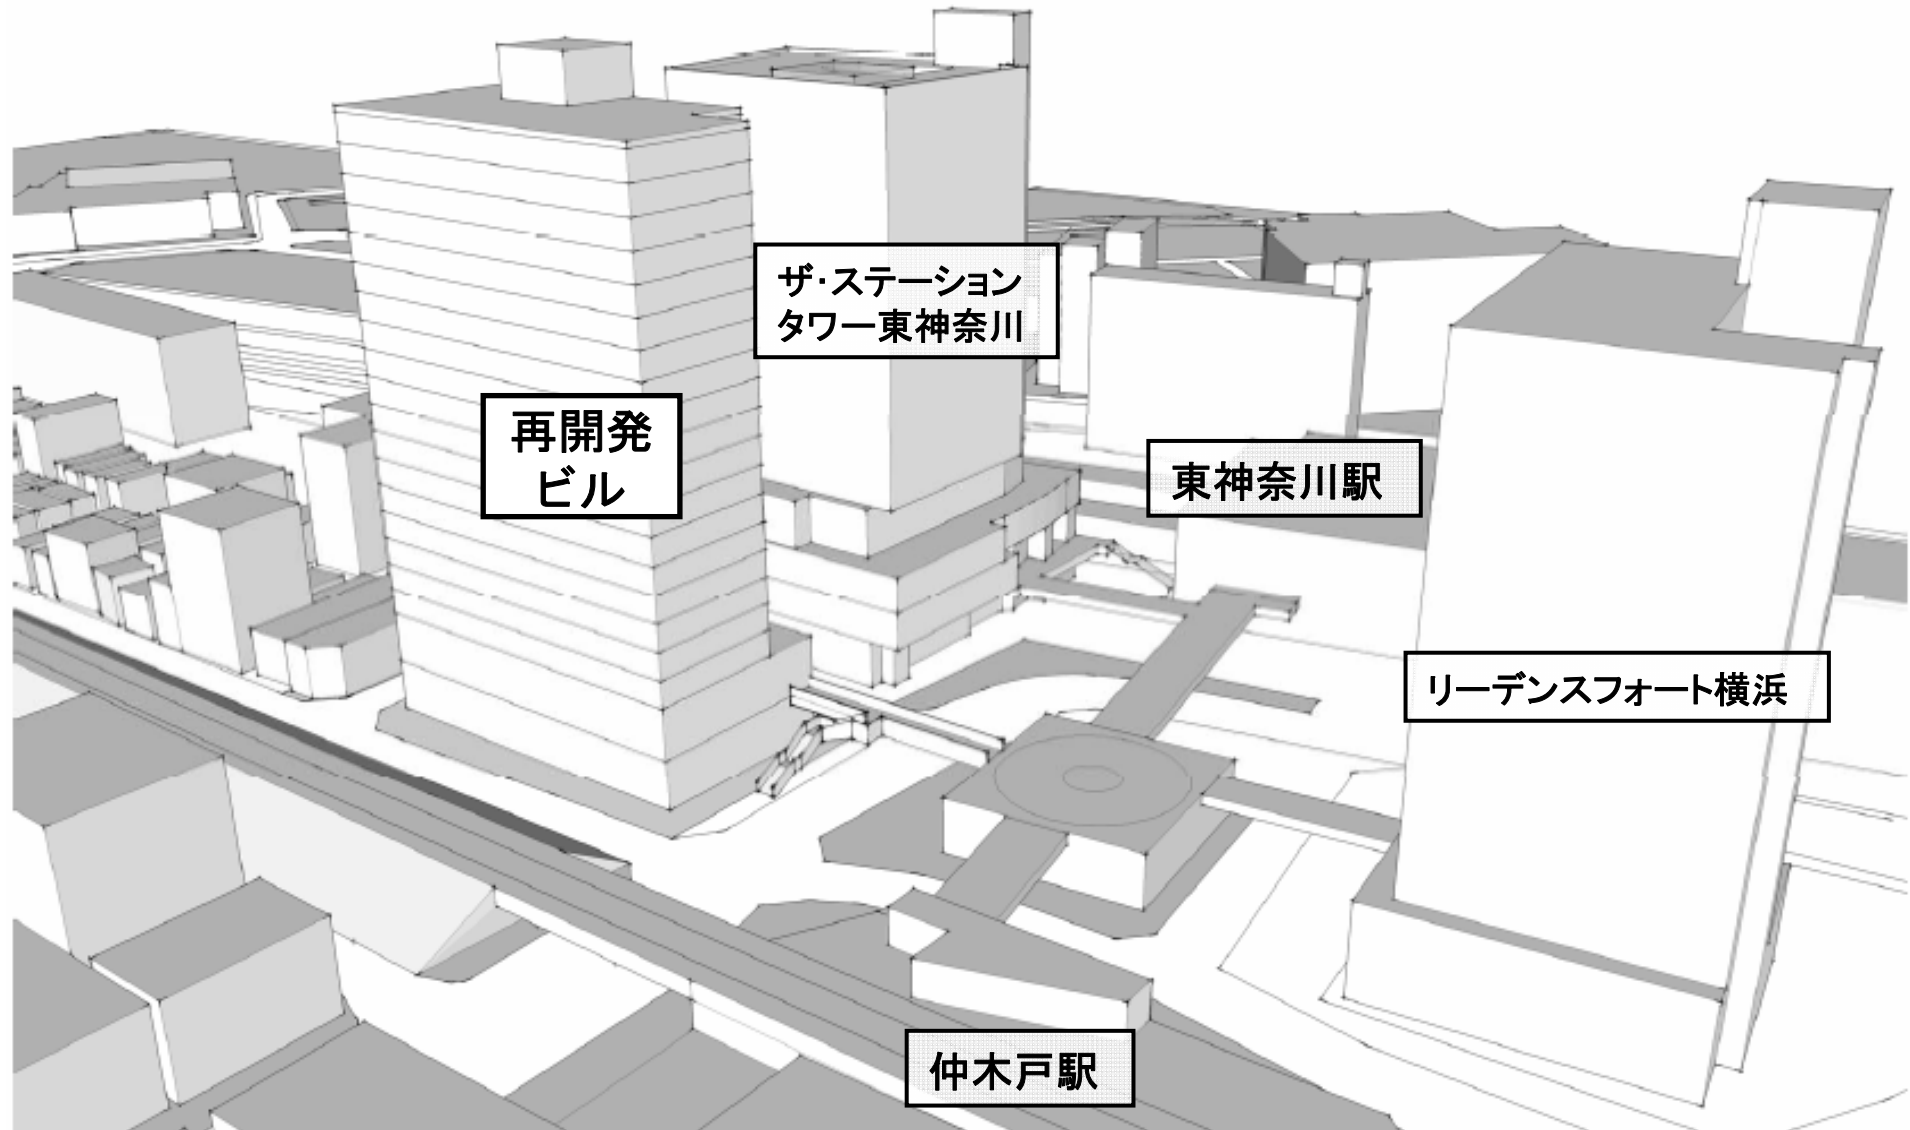 ザ・ステーション
タワー東神奈川
再開発
ビル
東神奈川駅
リーデンスフォート横浜
仲木戸駅